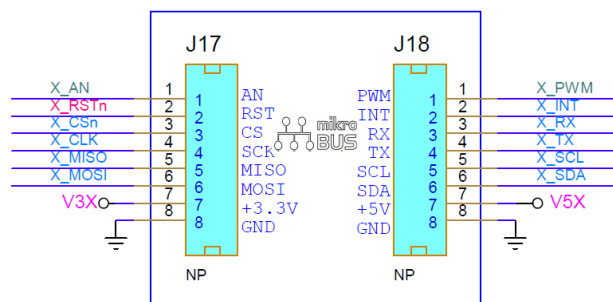 J17 J18
X_AN 1 1 AN PWM 1 1 X_PWM
X_RSTn 2 2 RST INT 2 2 X_INT
X_CSn 3 3 CS RX 3 3 X_RX
X_CLK 4 4 SCK TX 4 4 X_TX
X_MISO 5 5 MISO SCL 5 5 X_SCL
X_MOSI 6 6 MOSI SDA 6 6 X_SDA
V3X 7 7 +3.3V +5V 7 7 V5X
8 8 GND GND 8 8
mikro
BUS
NP NP